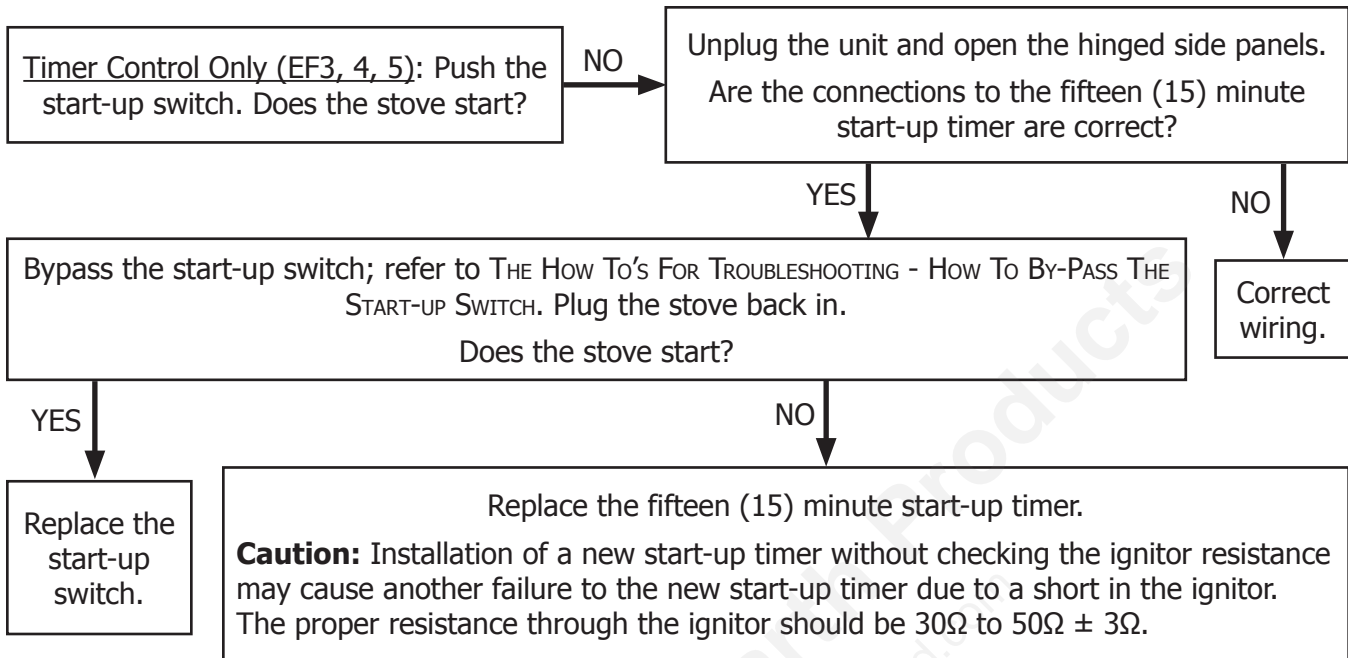 Timer Control Only (EF3, 4, 5): Push the
start-up switch. Does the stove start?
NO
Unplug the unit and open the hinged side panels.
Are the connections to the fifteen (15) minute
start-up timer are correct?
YES
NO
Bypass the start-up switch; refer to The How To's For Troubleshooting - How To By-Pass The
Start-up Switch. Plug the stove back in.
Does the stove start?
Correct
wiring.
YES
NO
Replace the
start-up
switch.
Replace the fifteen (15) minute start-up timer.
Caution: Installation of a new start-up timer without checking the ignitor resistance
may cause another failure to the new start-up timer due to a short in the ignitor.
The proper resistance through the ignitor should be 30Ω to 50Ω ± 3Ω.
Products